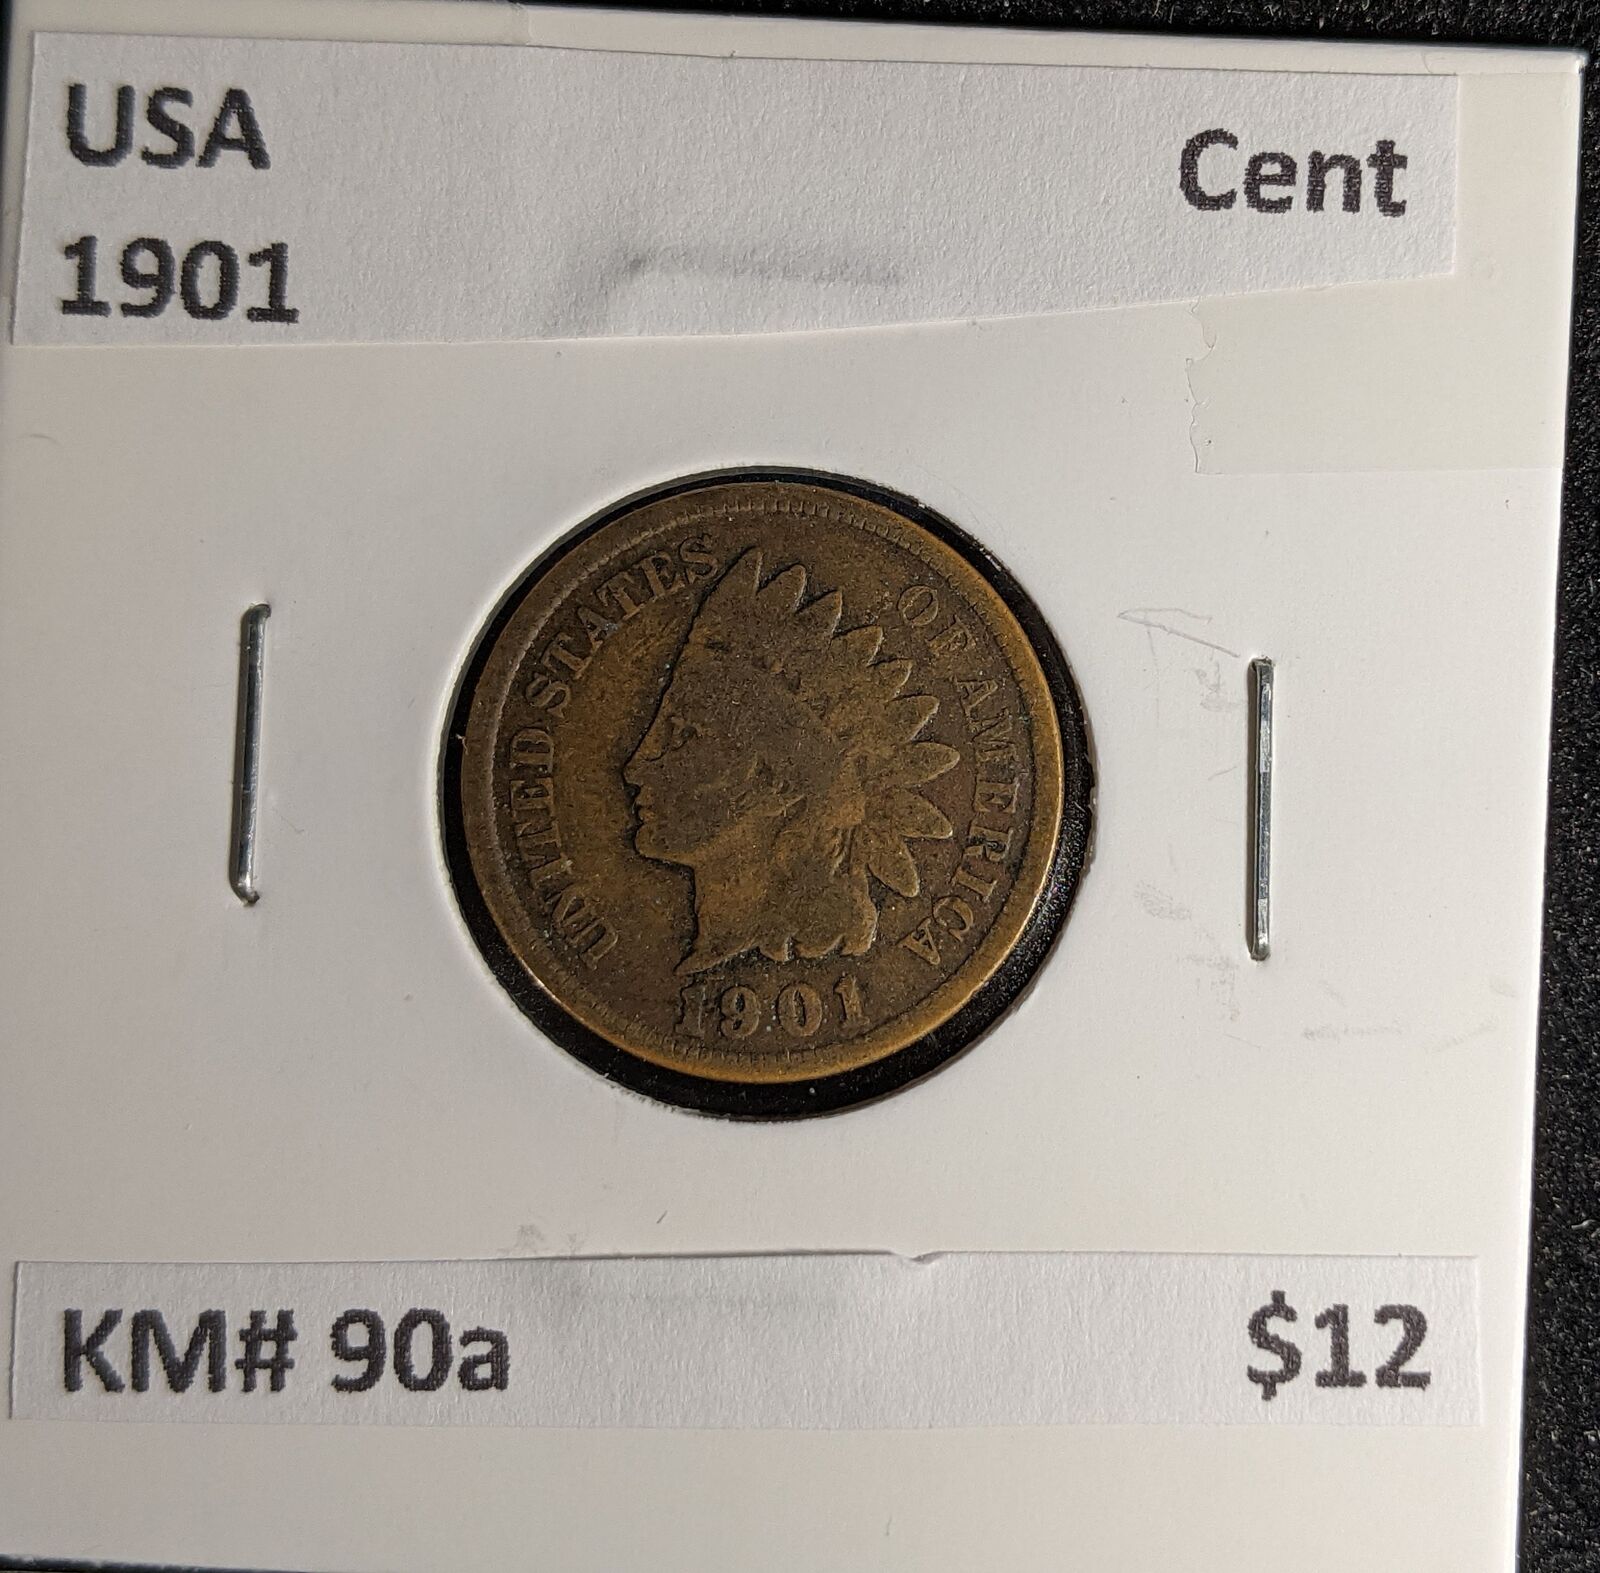 USA Cent
1901
UNITED STATES OF AMERICA
1901
KM# 90a $12